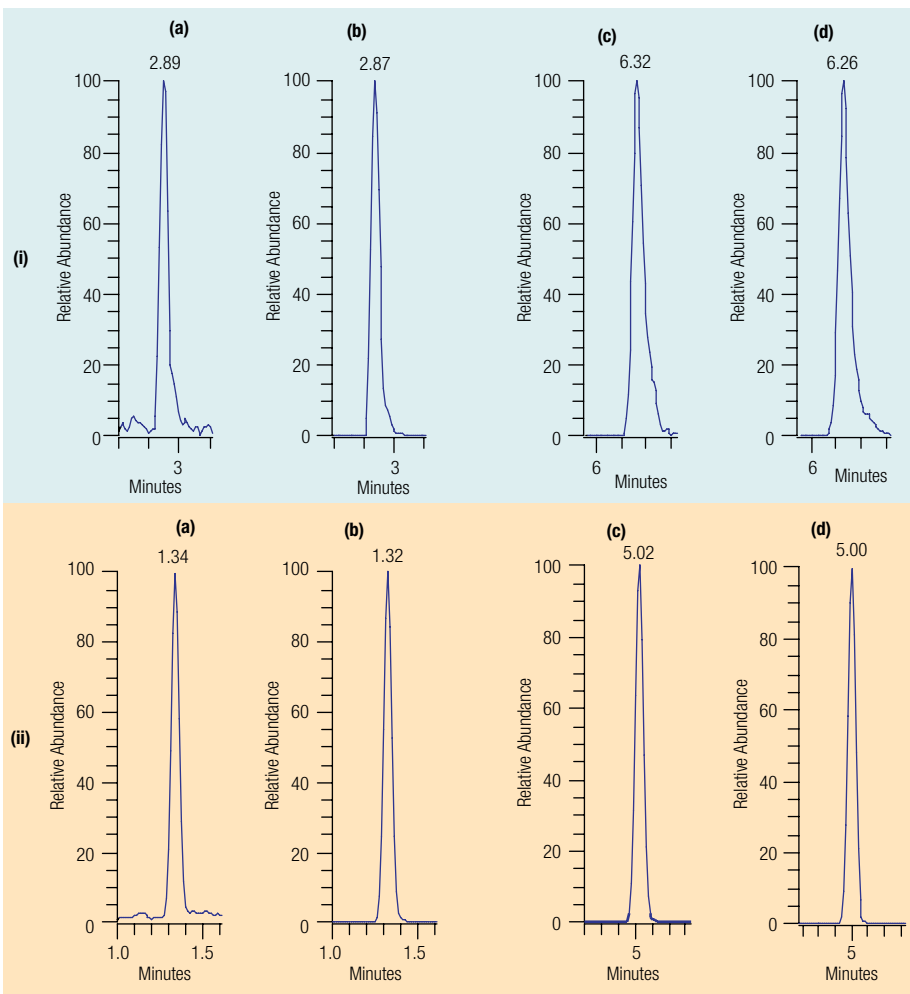 (a) (b) (c) (d)
2.89 2.87 6.32 6.26
100 100 100 100
80 80 80 80
60 60 60 60
(i) Relative Abundance Relative Abundance Relative Abundance Relative Abundance
40 40 40 40
20 20 20 20
0 0 0 0
3 3 6 6
Minutes Minutes Minutes Minutes
(a) (b) (c) (d)
1.34 1.32 5.02 5.00
100 100 100 100
80 80 80 80
60 60 60 60
(ii) Relative Abundance Relative Abundance Relative Abundance Relative Abundance
40 40 40 40
20 20 20 20
0 0 0 0
1.0 1.5 1.0 1.5 5 5
Minutes Minutes Minutes Minutes